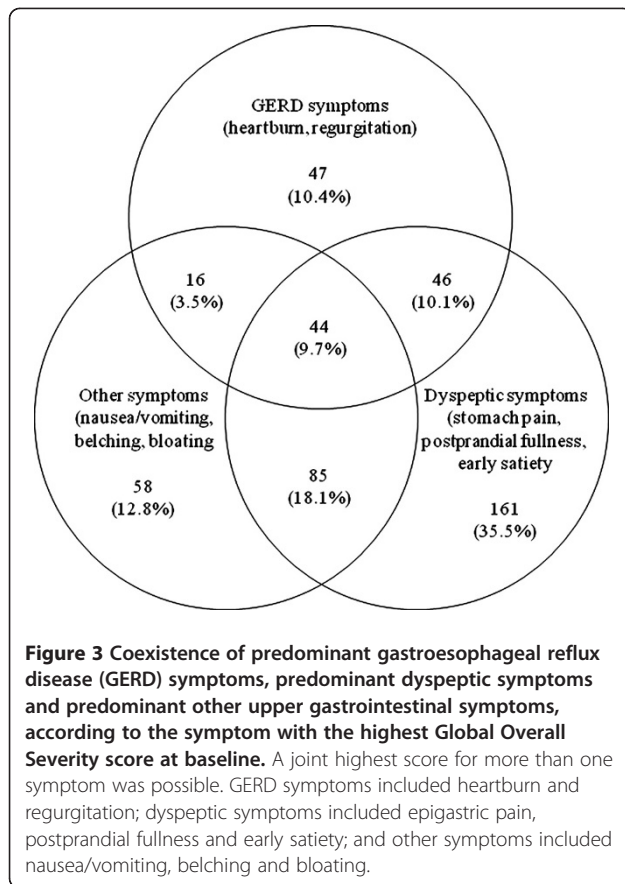 GERD symptoms
(heartburn, regurgitation)
47
(10.4%)
16
(3.5%)
46
(10.1%)
44
(9.7%)
Other symptoms
(nausea/vomiting,
belching, bloating
58
(12.8%)
Dyspeptic symptoms
(stomach pain,
postprandial fullness,
early satiety
161
(35.5%)
85
(18.1%)
Figure 3 Coexistence of predominant gastroesophageal reflux
disease (GERD) symptoms, predominant dyspeptic symptoms
and predominant other upper gastrointestinal symptoms,
according to the symptom with the highest Global Overall
Severity score at baseline. A joint highest score for more than one
symptom was possible. GERD symptoms included heartburn and
regurgitation; dyspeptic symptoms included epigastric pain,
postprandial fullness and early satiety; and other symptoms included
nausea/vomiting, belching and bloating.